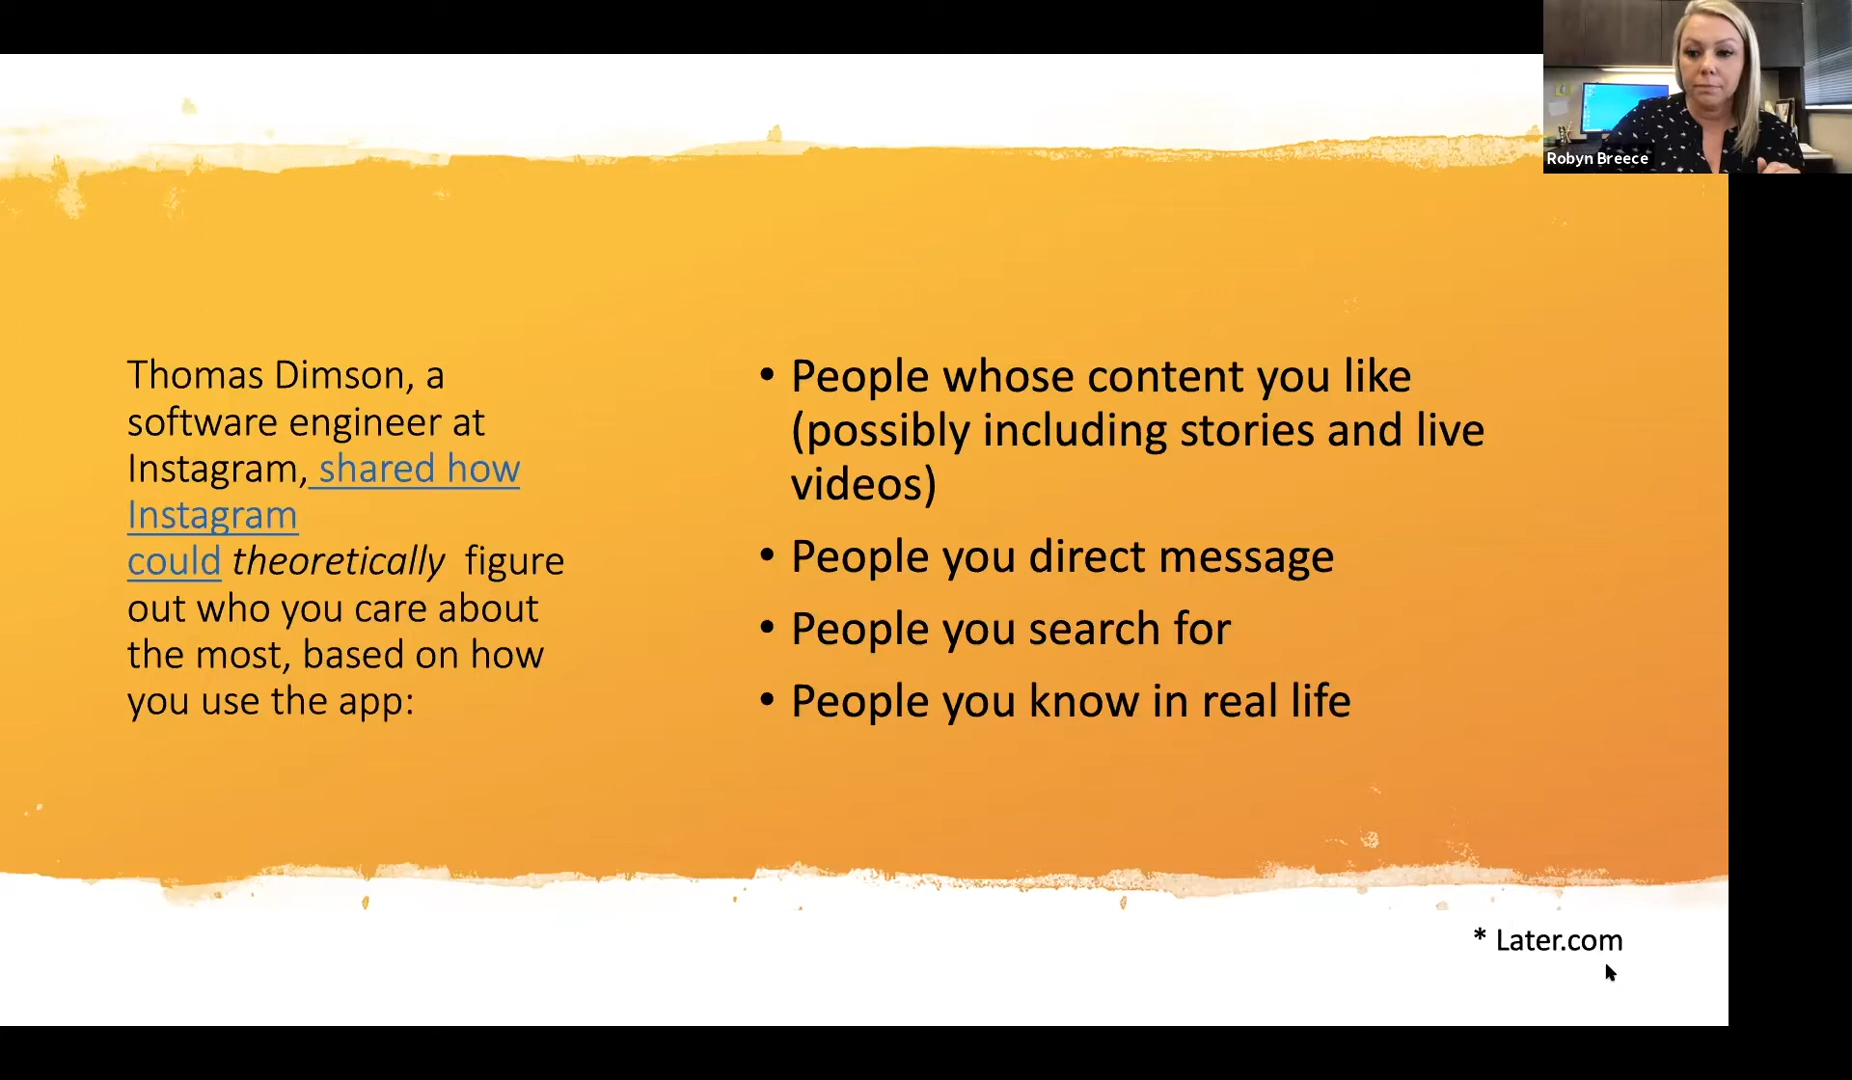 Robyn Breece
Thomas Dimson, a
software engineer at
Instagram, shared how
Instagram
could theoretically  figure
out who you care about
the most, based on how
you use the app:
• People whose content you like
(possibly including stories and live
videos)
• People you direct message
• People you search for
• People you know in real life
* Later.com